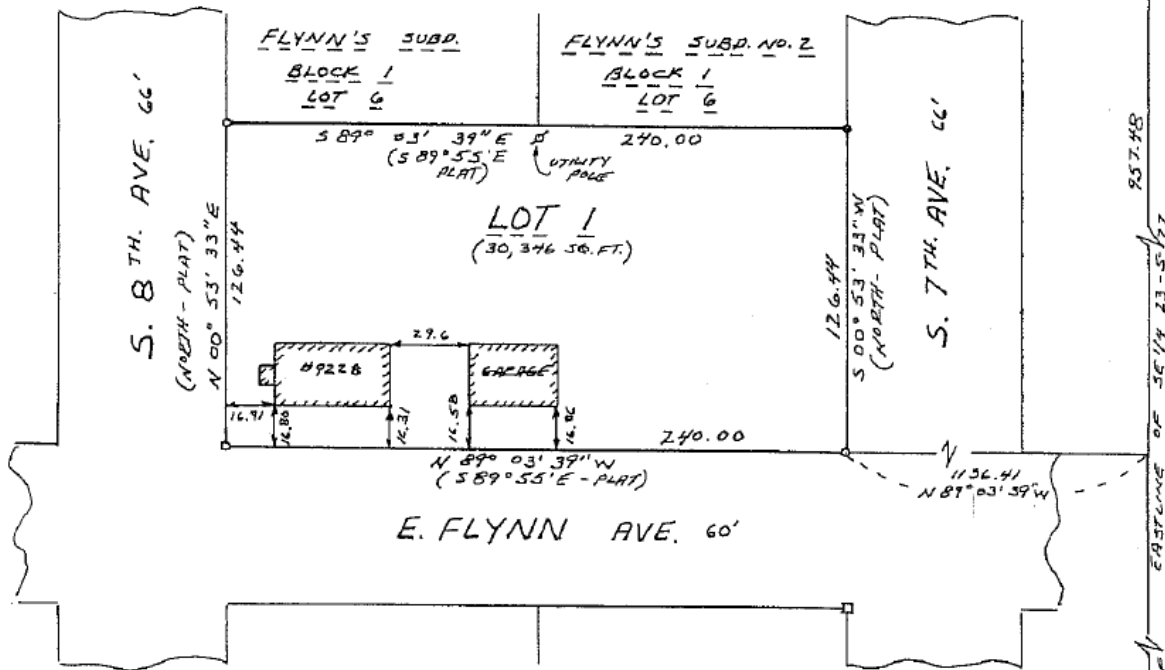 FLYNN'S SUBD.
BLOCK 1
LOT 6
FLYNN'S SUBD. NO. 2
BLOCK 1
LOT 6
S. 8TH. AVE. 66'
S. 7TH. AVE. 66'
957.48
S 89° 03' 39" E
240.00
(S 89° 55' E
PLAT)
UTILITY
POLE
LOT 1
(30,346 SQ. FT.)
(NORTH - PLAT)
N 00° 53' 33" E
126.44
126.44
S 00° 53' 33" W
(NORTH - PLAT)
29.6
#922B
GARAGE
16.91
16.80
16.31
16.58
16.86
240.00
N 89° 03' 39" W
(S 89° 55' E - PLAT)
1136.41
N 89° 03' 39" W
E. FLYNN AVE. 60'
EAST LINE OF SE 1/4 23-5-77